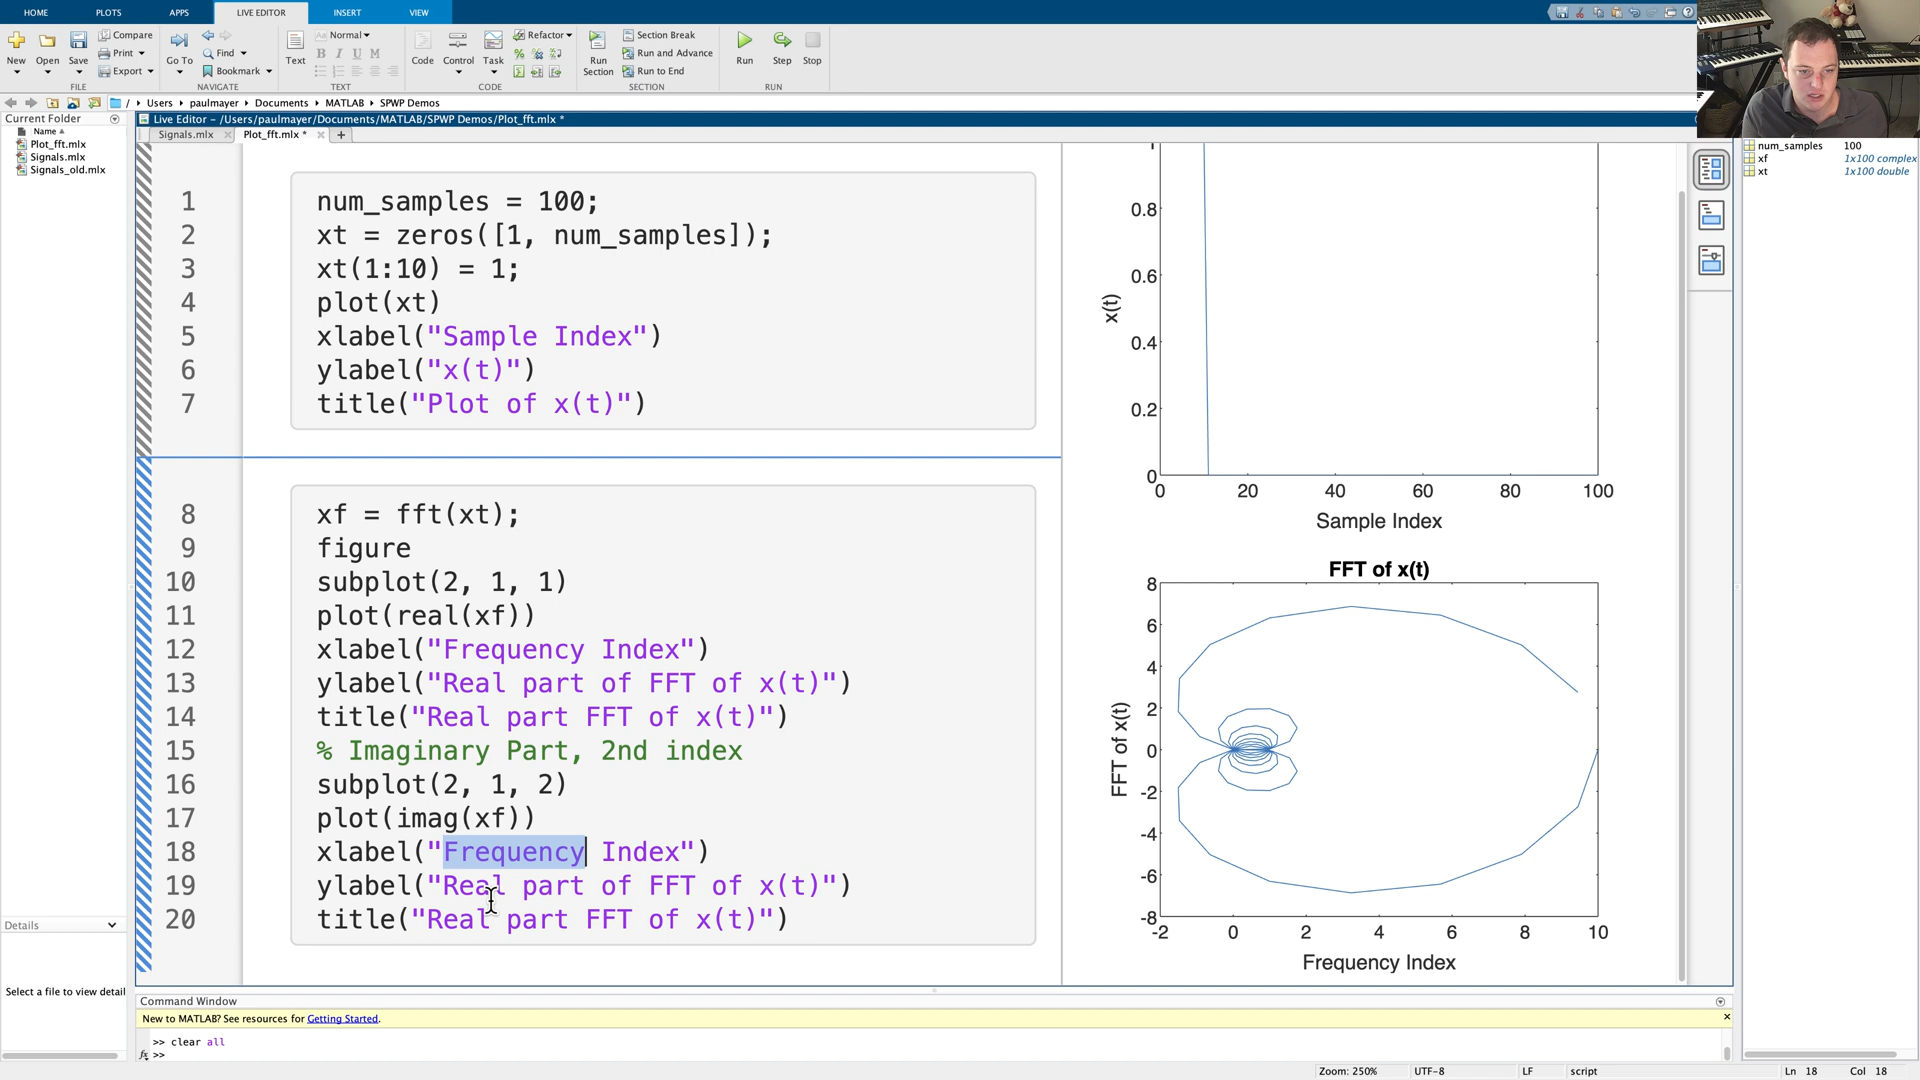 HOME PLOTS APPS LIVE EDITOR INSERT VIEW
New Open Save Compare Print Export
Go To Find Bookmark
Text Normal B I U M
Code Control Task Refactor
Run Section Section Break Run and Advance Run to End
Run Step Stop
FILE NAVIGATE TEXT CODE SECTION RUN
/ Users paulmayer Documents MATLAB SPWP Demos
Current Folder
Name
Plot_fft.mlx
Signals.mlx
Signals_old.mlx
Live Editor - /Users/paulmayer/Documents/MATLAB/SPWP Demos/Plot_fft.mlx *
Signals.mlx × Plot_fft.mlx * × +
1 num_samples = 100;
2 xt = zeros([1, num_samples]);
3 xt(1:10) = 1;
4 plot(xt)
5 xlabel("Sample Index")
6 ylabel("x(t)")
7 title("Plot of x(t)")
8 xf = fft(xt);
9 figure
10 subplot(2, 1, 1)
11 plot(real(xf))
12 xlabel("Frequency Index")
13 ylabel("Real part of FFT of x(t)")
14 title("Real part FFT of x(t)")
15 % Imaginary Part, 2nd index
16 subplot(2, 1, 2)
17 plot(imag(xf))
18 xlabel("Frequency Index")
19 ylabel("Real part of FFT of x(t)")
20 title("Real part FFT of x(t)")
1
0.8
0.6
0.4
0.2
0
x(t)
0 20 40 60 80 100
Sample Index
FFT of x(t)
8
6
4
2
0
-2
-4
-6
-8
FFT of x(t)
-2 0 2 4 6 8 10
Frequency Index
num_samples 100
xf 1x100 complex
xt 1x100 double
Details
Select a file to view detail
Command Window
New to MATLAB? See resources for Getting Started.
>> clear all
fx >>
Zoom: 250% UTF-8 LF script Ln 18 Col 18